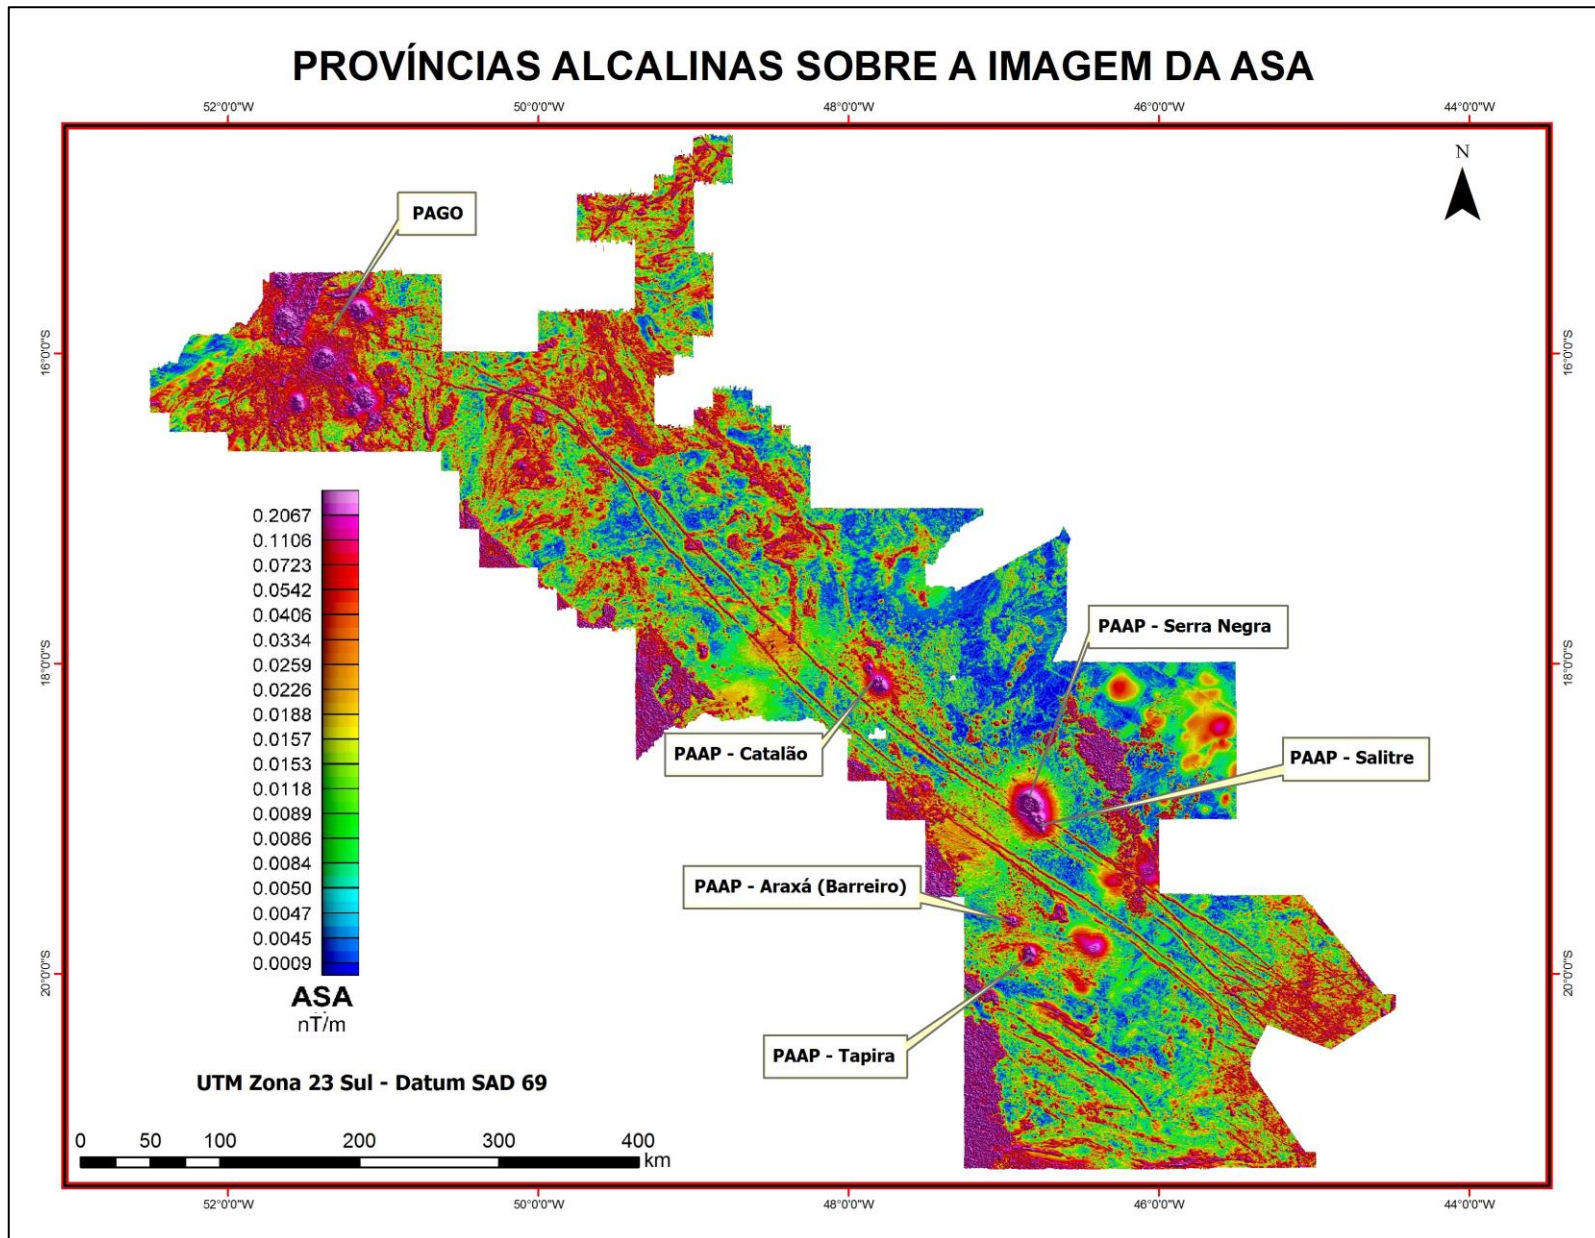 PROVÍNCIAS ALCALINAS SOBRE A IMAGEM DA ASA
52°0'0"W 50°0'0"W 48°0'0"W 46°0'0"W 44°0'0"W
N
PAGO
16°0'0"S 16°0'0"S
PAAP - Serra Negra
18°0'0"S 18°0'0"S
PAAP - Catalão
PAAP - Salitre
PAAP - Araxá (Barreiro)
20°0'0"S 20°0'0"S
PAAP - Tapira
0.2067
0.1106
0.0723
0.0542
0.0406
0.0334
0.0259
0.0226
0.0188
0.0157
0.0153
0.0118
0.0089
0.0086
0.0084
0.0050
0.0047
0.0045
0.0009
ASA
nT/m
UTM Zona 23 Sul - Datum SAD 69
0 50 100 200 300 400
km
52°0'0"W 50°0'0"W 48°0'0"W 46°0'0"W 44°0'0"W